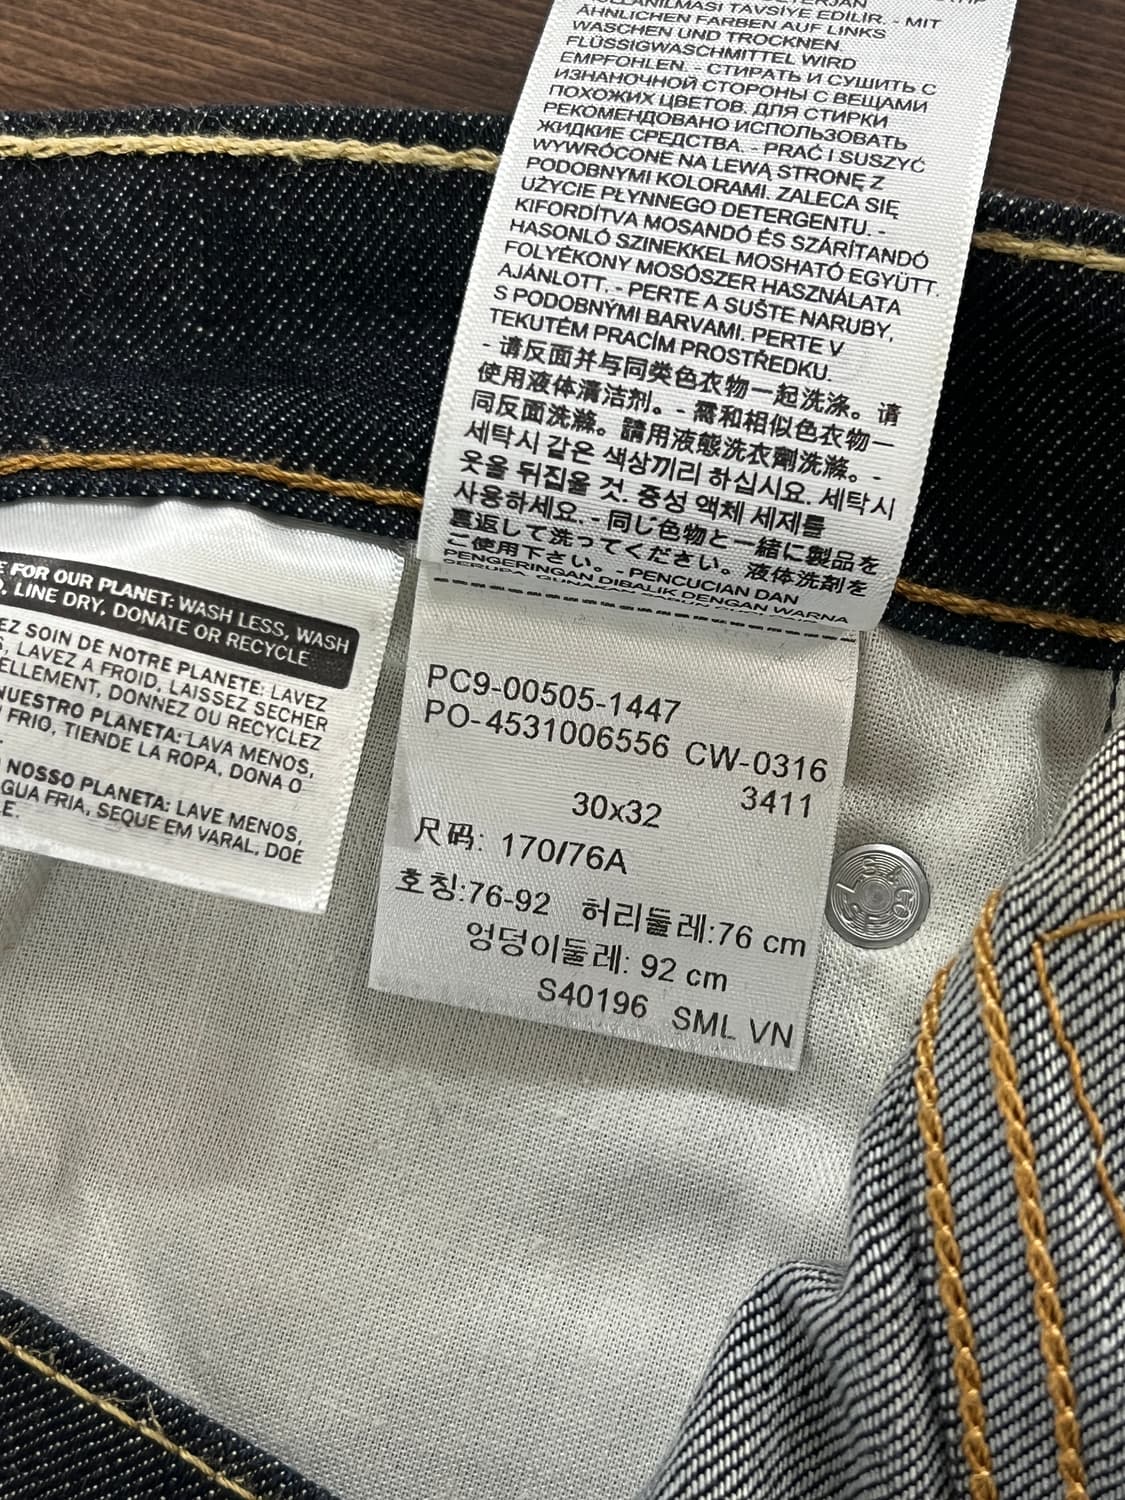 KULLANILMASI TAVSİYE EDİLİR. - MIT
ÄHNLICHEN FARBEN AUF LINKS
WASCHEN UND TROCKNEN.
FLÜSSIGWASCHMITTEL WIRD
EMPFOHLEN. - СТИРАТЬ И СУШИТЬ С
ИЗНАНОЧНОЙ СТОРОНЫ С ВЕЩАМИ
ПОХОЖИХ ЦВЕТОВ. ДЛЯ СТИРКИ
РЕКОМЕНДОВАНО ИСПОЛЬЗОВАТЬ
ЖИДКИЕ СРЕДСТВА. - PRAĆ I SUSZYĆ
WYWRÓCONE NA LEWĄ STRONĘ Z
PODOBNYMI KOLORAMI. ZALECA SIĘ
UŻYCIE PŁYNNEGO DETERGENTU. -
KIFORDÍTVA MOSANDÓ ÉS SZÁRÍTANDÓ
HASONLÓ SZINEKKEL MOSHATÓ EGYÜTT.
FOLYÉKONY MOSÓSZER HASZNÁLATA
AJÁNLOTT. - PERTE A SUŠTE NARUBY,
S PODOBNÝMI BARVAMI. PERTE V
TEKUTÉM PRACÍM PROSTŘEDKU.
- 请反面并与同类色衣物一起洗涤。请
使用液体清洁剂。- 需和相似色衣物一
同反面洗滌。請用液態洗衣劑洗滌。-
세탁시 같은 색상끼리 하십시요. 세탁시
옷을 뒤집을 것. 중성 액체 세제를
사용하세요. - 同じ色物と一緒に製品を
裏返して洗ってください。液体洗剤を
ご使用下さい。- PENCUCIAN DAN
PENGERINGAN DIBALIK DENGAN WARNA
E FOR OUR PLANET: WASH LESS, WASH
, LINE DRY, DONATE OR RECYCLE
EZ SOIN DE NOTRE PLANETE: LAVEZ
S, LAVEZ A FROID, LAISSEZ SECHER
ELLEMENT, DONNEZ OU RECYCLEZ
NUESTRO PLANETA: LAVA MENOS,
FRIO, TIENDE LA ROPA, DONA O
NOSSO PLANETA: LAVE MENOS,
GUA FRIA, SEQUE EM VARAL, DOE
E.
PC9-00505-1447
PO-4531006556 CW-0316
3411
30x32
尺码: 170/76A
호칭:76-92 허리둘레:76 cm
엉덩이둘레: 92 cm
S40196 SML VN